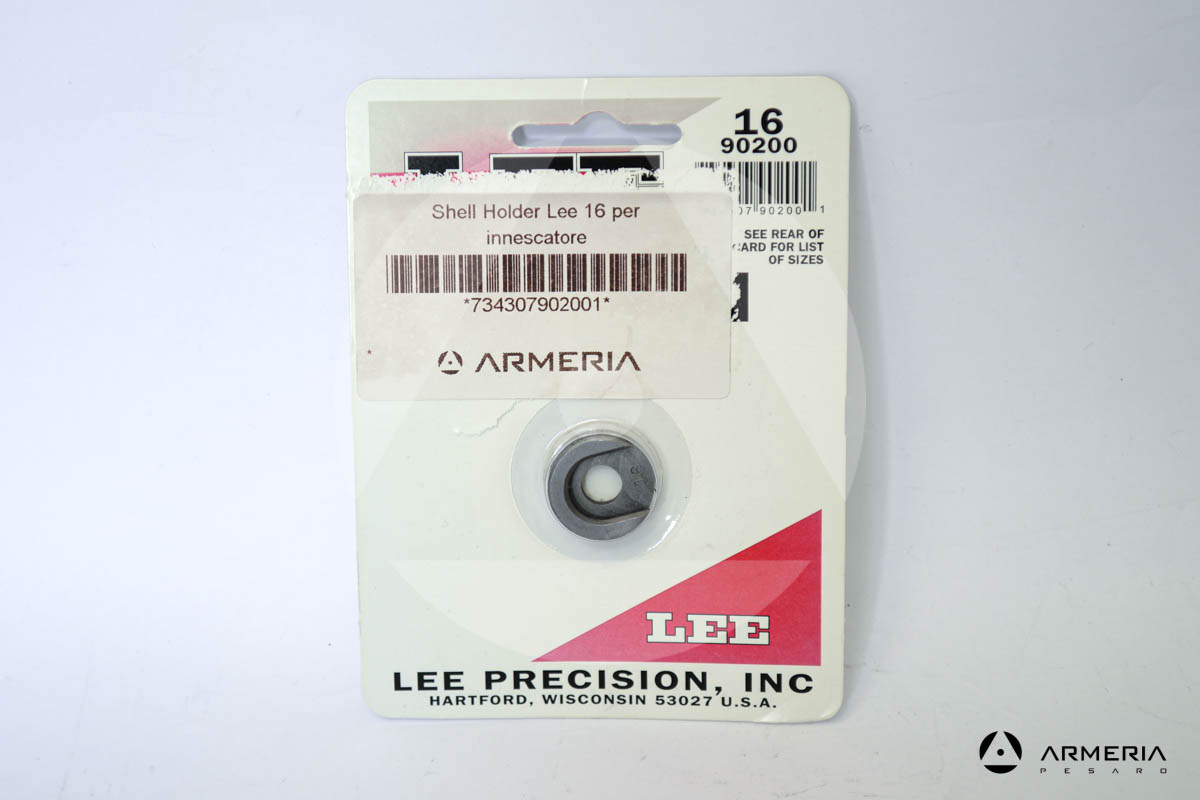 16
90200
07 90200 1
SEE REAR OF
CARD FOR LIST
OF SIZES
Shell Holder Lee 16 per
innescatore
*734307902001*
*
ARMERIA
16
LEE
LEE PRECISION, INC
HARTFORD, WISCONSIN 53027 U.S.A.
ARMERIA
PESARO